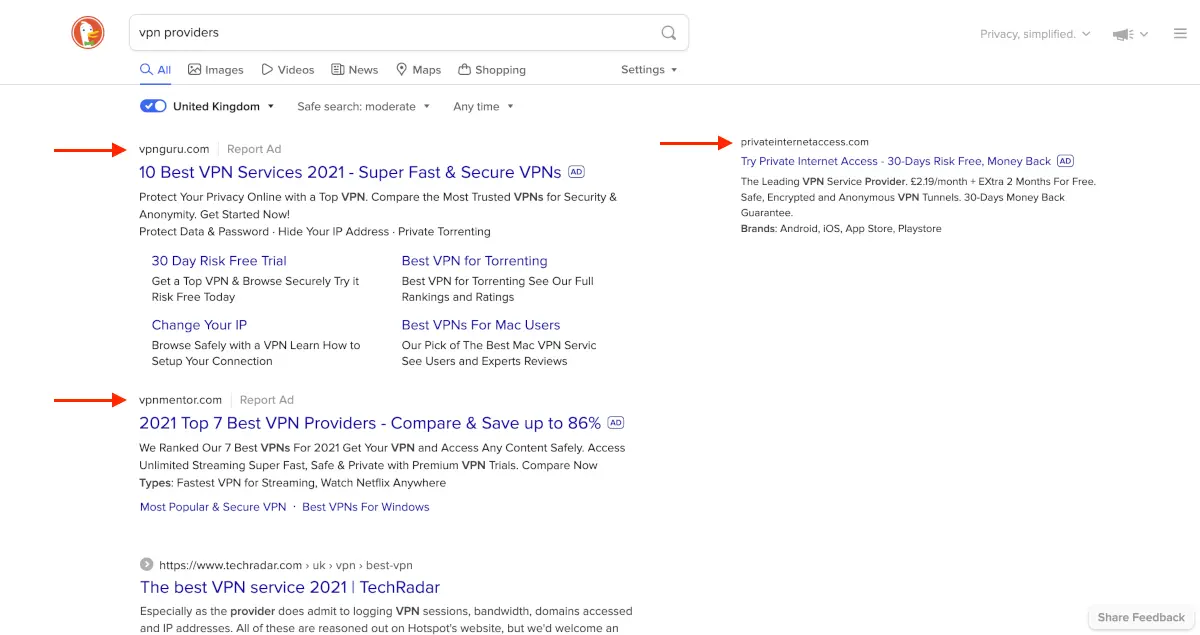 vpn providers
Privacy, simplified.
All
Images
Videos
News
Maps
Shopping
Settings
United Kingdom
Safe search: moderate
Any time
vpnguru.com
Report Ad
10 Best VPN Services 2021 - Super Fast & Secure VPNs AD
Protect Your Privacy Online with a Top VPN. Compare the Most Trusted VPNs for Security &
Anonymity. Get Started Now!
Protect Data & Password · Hide Your IP Address · Private Torrenting
30 Day Risk Free Trial
Get a Top VPN & Browse Securely Try it
Risk Free Today
Best VPN for Torrenting
Best VPN for Torrenting See Our Full
Rankings and Ratings
Change Your IP
Browse Safely with a VPN Learn How to
Setup Your Connection
Best VPNs For Mac Users
Our Pick of The Best Mac VPN Servic
See Users and Experts Reviews
vpnmentor.com
Report Ad
2021 Top 7 Best VPN Providers - Compare & Save up to 86% AD
We Ranked Our 7 Best VPNs For 2021 Get Your VPN and Access Any Content Safely. Access
Unlimited Streaming Super Fast, Safe & Private with Premium VPN Trials. Compare Now
Types: Fastest VPN for Streaming, Watch Netflix Anywhere
Most Popular & Secure VPN · Best VPNs For Windows
https://www.techradar.com › uk › vpn › best-vpn
The best VPN service 2021 | TechRadar
Especially as the provider does admit to logging VPN sessions, bandwidth, domains accessed
and IP addresses. All of these are reasoned out on Hotspot's website, but we'd welcome an
privateinternetaccess.com
Try Private Internet Access - 30-Days Risk Free, Money Back AD
The Leading VPN Service Provider. £2.19/month + EXtra 2 Months For Free.
Safe, Encrypted and Anonymous VPN Tunnels. 30-Days Money Back
Guarantee.
Brands: Android, iOS, App Store, Playstore
Share Feedback